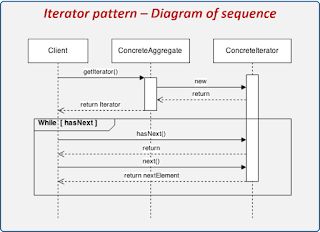 Iterator pattern – Diagram of sequence
Client
ConcreteAggregate
ConcreteIterator
getIterator()
new
return
return Iterator
While [ hasNext ]
hasNext()
return
next()
return nextElement